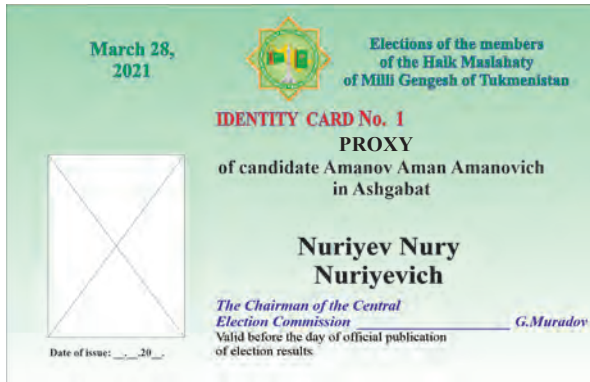 March 28,
2021
Elections of the members
of the Halk Maslahaty
of Milli Gengesh of Tukmenistan
IDENTITY CARD No. 1
PROXY
of candidate Amanov Aman Amanovich
in Ashgabat
Nuriyev Nury
Nuriyevich
The Chairman of the Central
Election Commission ____________________ G.Muradov
Valid before the day of official publication
of election results
Date of issue: __.__.20__.